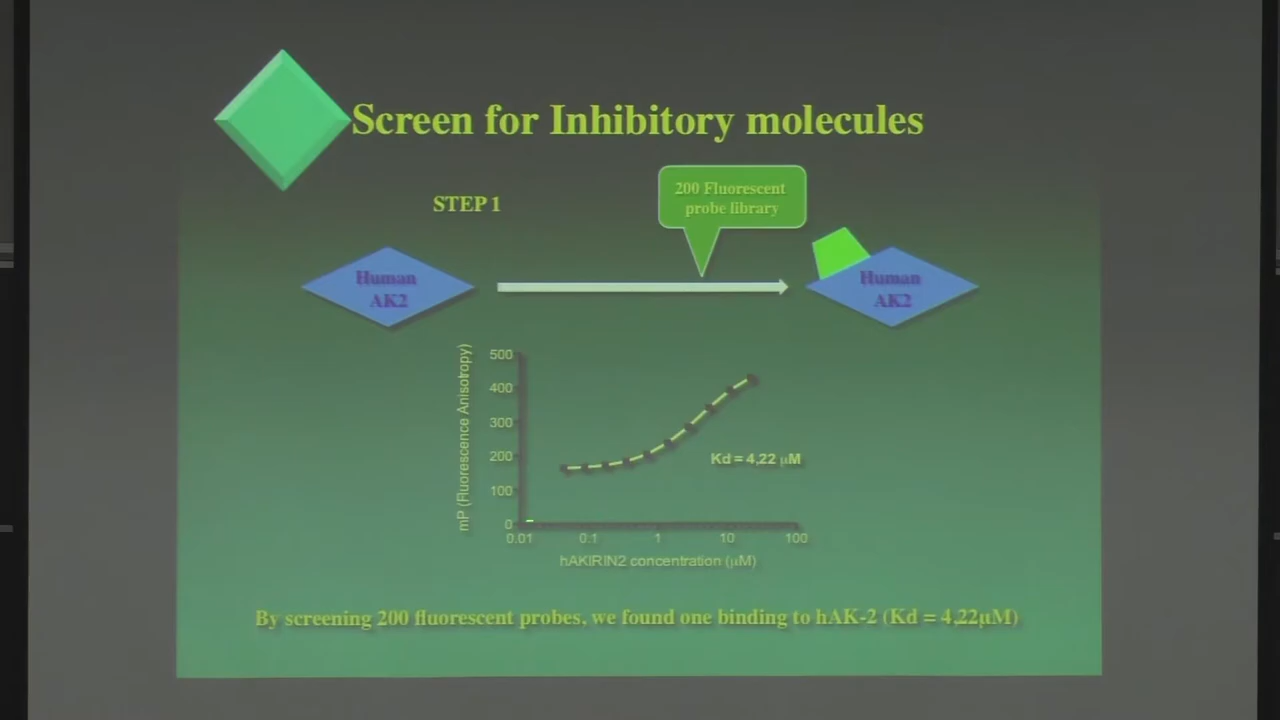 Screen for Inhibitory molecules
STEP 1
200 Fluorescent
probe library
Human
AK2
Human
AK2
mP (Fluorescence Anisotropy)
500
400
300
200
100
0
Kd = 4,22 μM
0.01
0.1
1
10
100
hAKIRIN2 concentration (μM)
By screening 200 fluorescent probes, we found one binding to hAK-2 (Kd = 4,22μM)